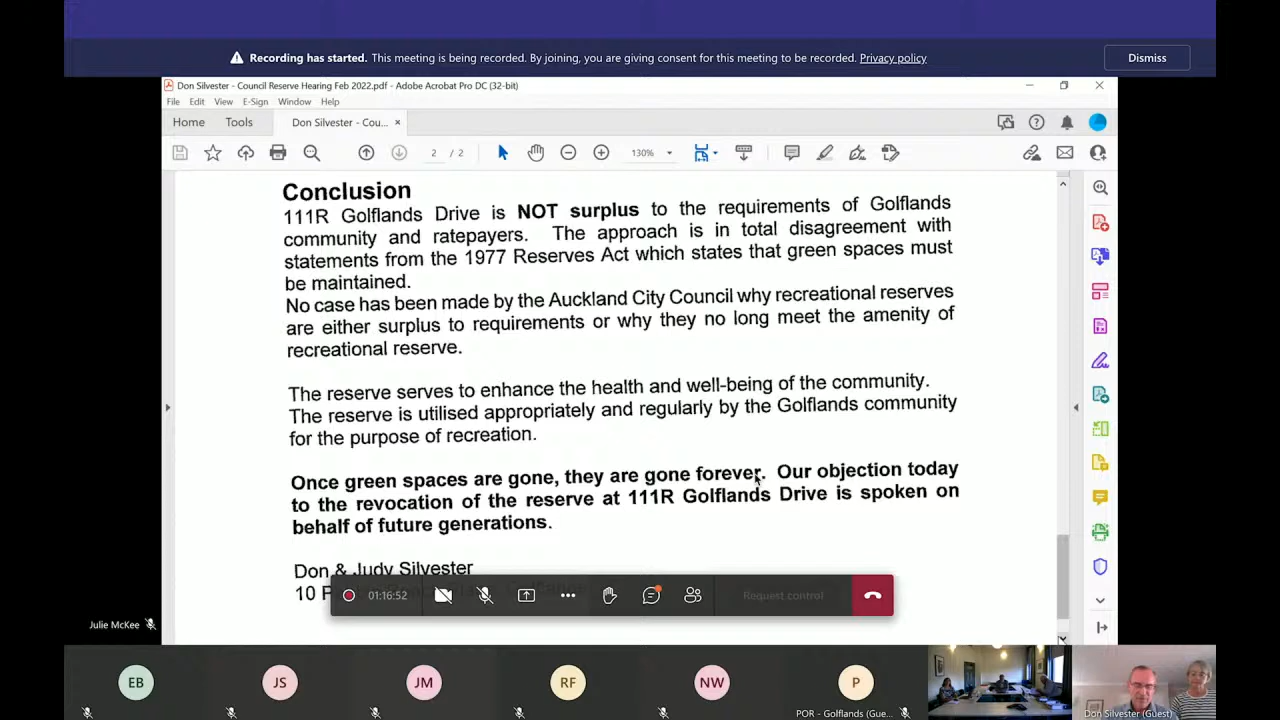 Recording has started. This meeting is being recorded. By joining, you are giving consent for this meeting to be recorded. Privacy policy
Dismiss
Don Silvester - Council Reserve Hearing Feb 2022.pdf - Adobe Acrobat Pro DC (32-bit)
File Edit View E-Sign Window Help
Home Tools Don Silvester - Cou... ×
2 / 2 130%
Conclusion
111R Golflands Drive is NOT surplus to the requirements of Golflands
community and ratepayers. The approach is in total disagreement with
statements from the 1977 Reserves Act which states that green spaces must
be maintained.
No case has been made by the Auckland City Council why recreational reserves
are either surplus to requirements or why they no long meet the amenity of
recreational reserve.
The reserve serves to enhance the health and well-being of the community.
The reserve is utilised appropriately and regularly by the Golflands community
for the purpose of recreation.
Once green spaces are gone, they are gone forever. Our objection today
to the revocation of the reserve at 111R Golflands Drive is spoken on
behalf of future generations.
Don & Judy Silvester
10
01:16:52
Request control
Julie McKee
EB JS JM RF NW P
POR - Golflands (Gue...
Don Silvester (Guest)